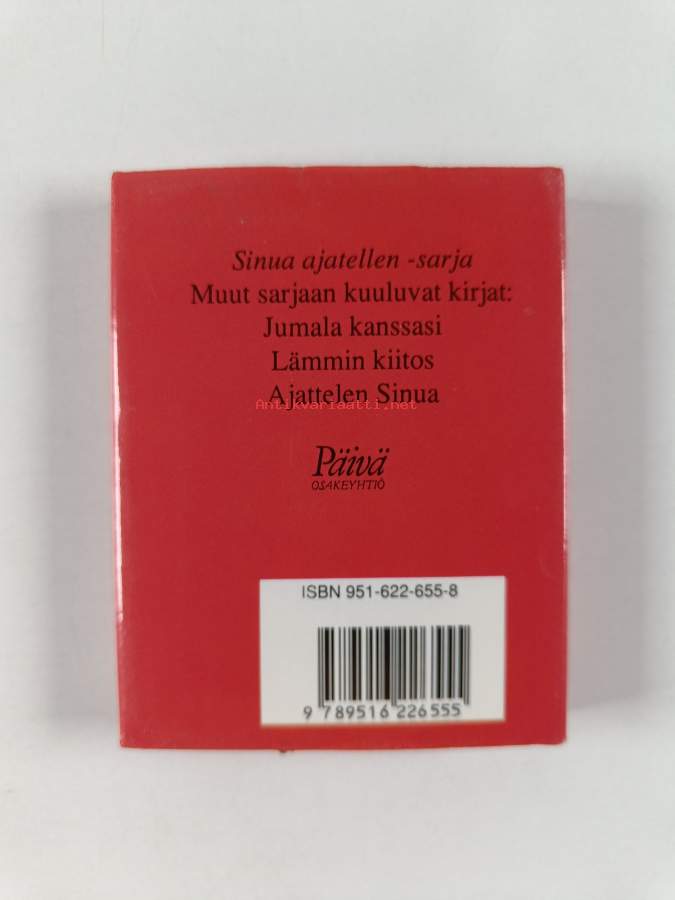 Sinua ajatellen -sarja
Muut sarjaan kuuluvat kirjat:
Jumala kanssasi
Lämmin kiitos
Ajattelen Sinua
Antikvariaatti.net
Päivä
OSAKEYHTIÖ
ISBN 951-622-655-8
9 789516 226555